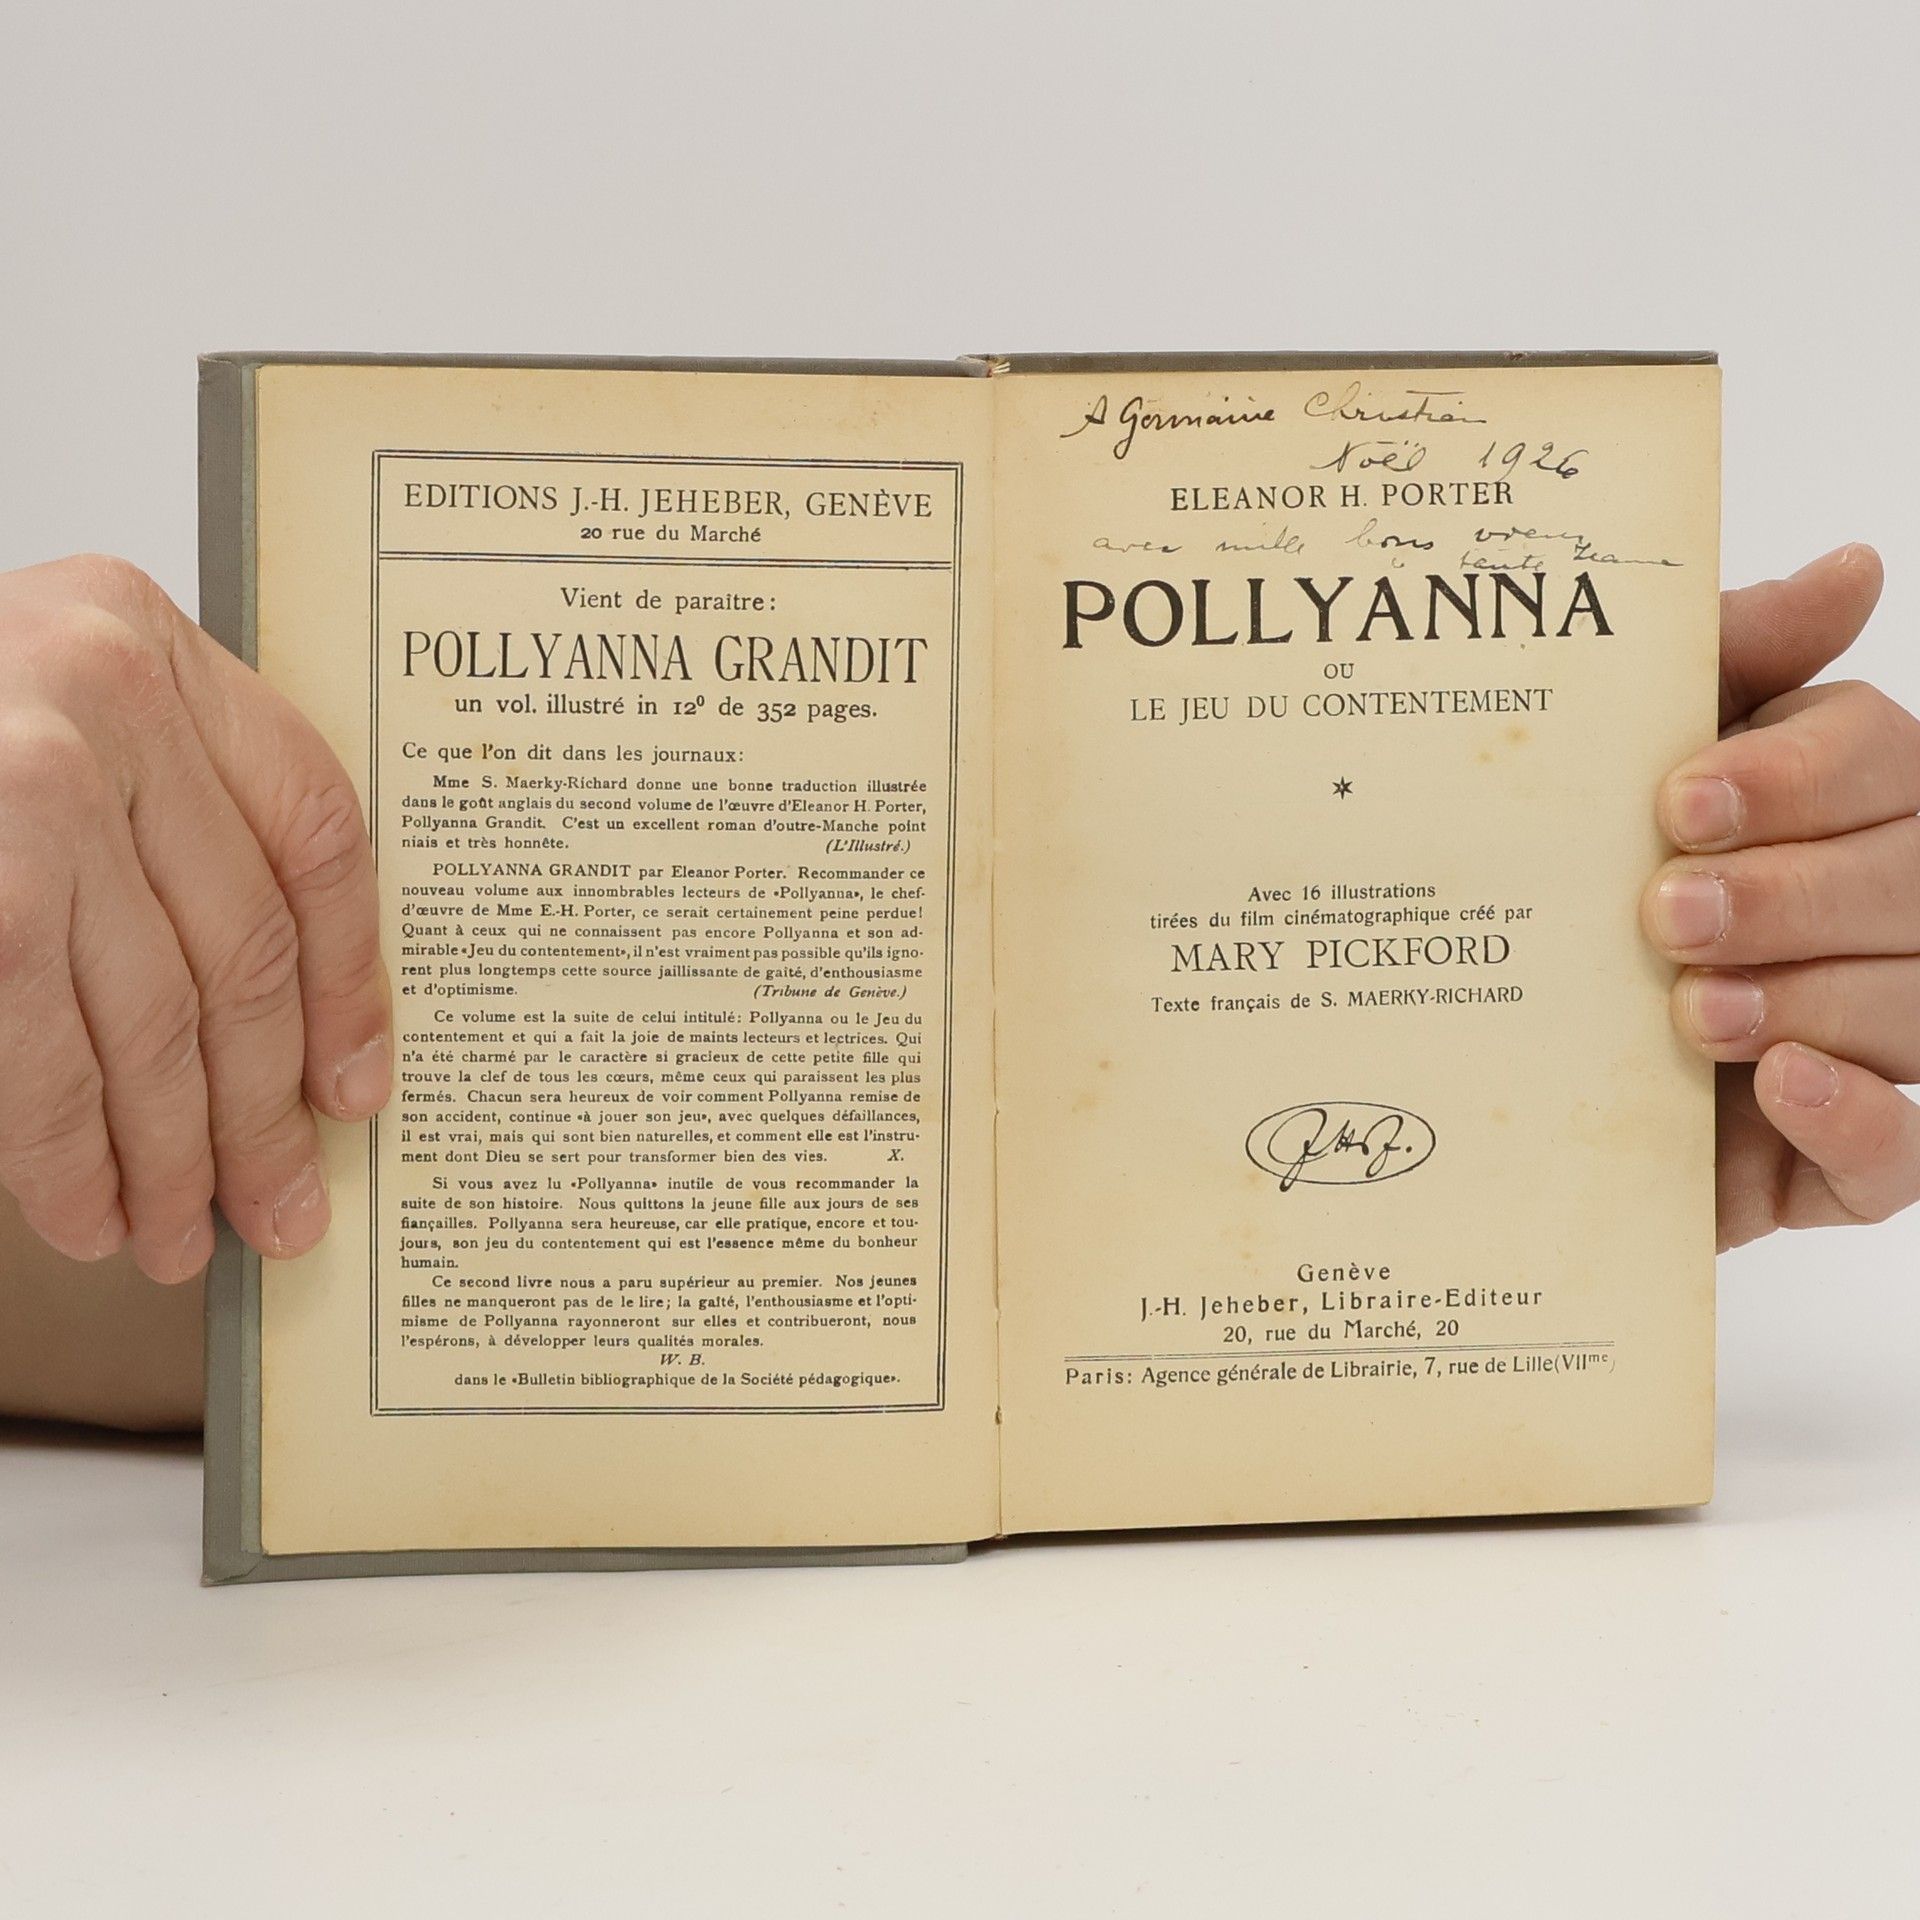 EDITIONS J.-H. JEHEBER, GENÈVE
20 rue du Marché
Vient de paraître:
POLLYANNA GRANDIT
un vol. illustré in 12⁰ de 352 pages.
Ce que l'on dit dans les journaux:
Mme S. Maerky-Richard donne une bonne traduction illustrée
dans le goût anglais du second volume de l'œuvre d'Eleanor H. Porter,
Pollyanna Grandit. C'est un excellent roman d'outre-Manche point
niais et très honnête. (L'Illustré.)
POLLYANNA GRANDIT par Eleanor Porter. Recommander ce
nouveau volume aux innombrables lecteurs de «Pollyanna», le chef-
d'œuvre de Mme E.-H. Porter, ce serait certainement peine perdue!
Quant à ceux qui ne connaissent pas encore Pollyanna et son ad-
mirable «Jeu du contentement», il n'est vraiment pas possible qu'ils igno-
rent plus longtemps cette source jaillissante de gaîté, d'enthousiasme
et d'optimisme. (Tribune de Genève.)
Ce volume est la suite de celui intitulé: Pollyanna ou le Jeu du
contentement et qui a fait la joie de maints lecteurs et lectrices. Qui
n'a été charmé par le caractère si gracieux de cette petite fille qui
trouve la clef de tous les cœurs, même ceux qui paraissent les plus
fermés. Chacun sera heureux de voir comment Pollyanna remise de
son accident, continue «à jouer son jeu», avec quelques défaillances,
il est vrai, mais qui sont bien naturelles, et comment elle est l'instru-
ment dont Dieu se sert pour transformer bien des vies. X.
Si vous avez lu «Pollyanna» inutile de vous recommander la
suite de son histoire. Nous quittons la jeune fille aux jours de ses
fiançailles. Pollyanna sera heureuse, car elle pratique, encore et tou-
jours, son jeu du contentement qui est l'essence même du bonheur
humain.
Ce second livre nous a paru supérieur au premier. Nos jeunes
filles ne manqueront pas de le lire; la gaîté, l'enthousiasme et l'opti-
misme de Pollyanna rayonneront sur elles et contribueront, nous
l'espérons, à développer leurs qualités morales.
W. B.
dans le «Bulletin bibliographique de la Société pédagogique».
A Germaine Christian
Noël 1926
ELEANOR H. PORTER
avec mille bons vœux
tante Jeanne
POLLYANNA
OU
LE JEU DU CONTENTEMENT
Avec 16 illustrations
tirées du film cinématographique créé par
MARY PICKFORD
Texte français de S. MAERKY-RICHARD
J H J.
Genève
J.-H. Jeheber, Libraire-Editeur
20, rue du Marché, 20
Paris: Agence générale de Librairie, 7, rue de Lille (VIIme)